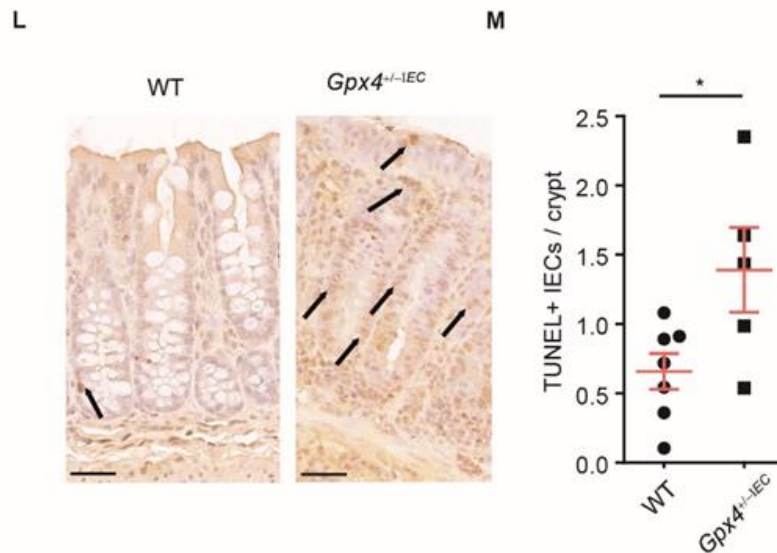 L
M
WT
Gpx4+/−IEC
*
TUNEL+ IECs / crypt
2.5
2.0
1.5
1.0
0.5
0.0
WT
Gpx4+/−IEC